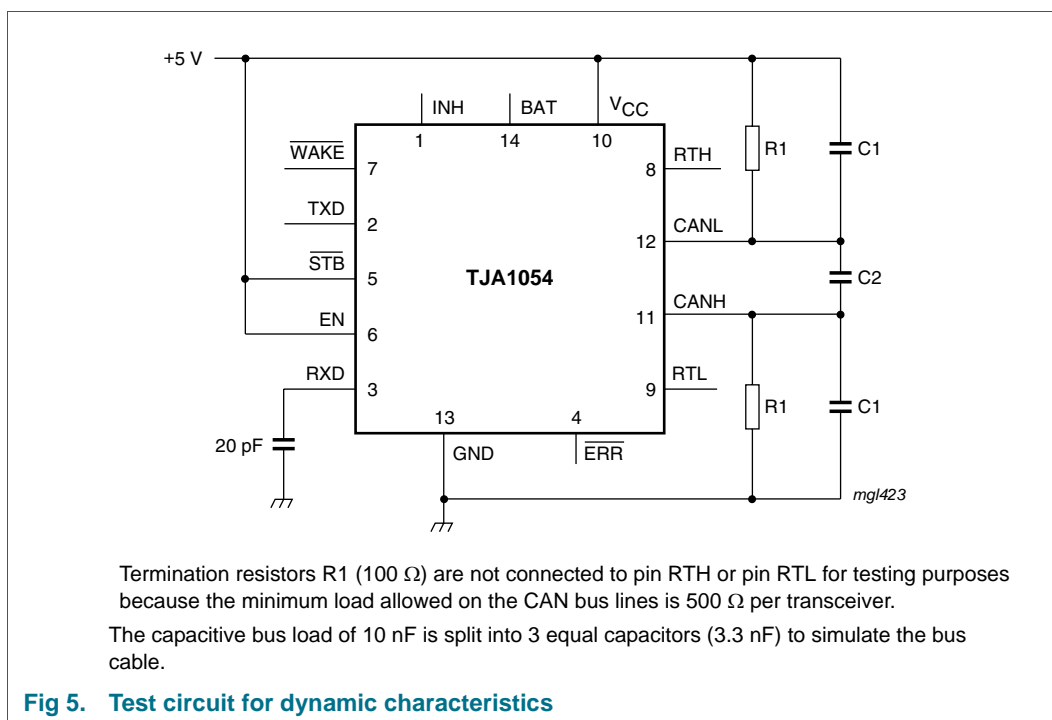 +5 V
INH
BAT
VCC
1
14
10
WAKE
7
8
RTH
R1
C1
TXD
2
12
CANL
STB
5
TJA1054
C2
EN
6
11
CANH
RXD
3
9
RTL
R1
C1
20 pF
13
4
GND
ERR
mgl423
Termination resistors R1 (100 Ω) are not connected to pin RTH or pin RTL for testing purposes
because the minimum load allowed on the CAN bus lines is 500 Ω per transceiver.
The capacitive bus load of 10 nF is split into 3 equal capacitors (3.3 nF) to simulate the bus
cable.
Fig 5. Test circuit for dynamic characteristics